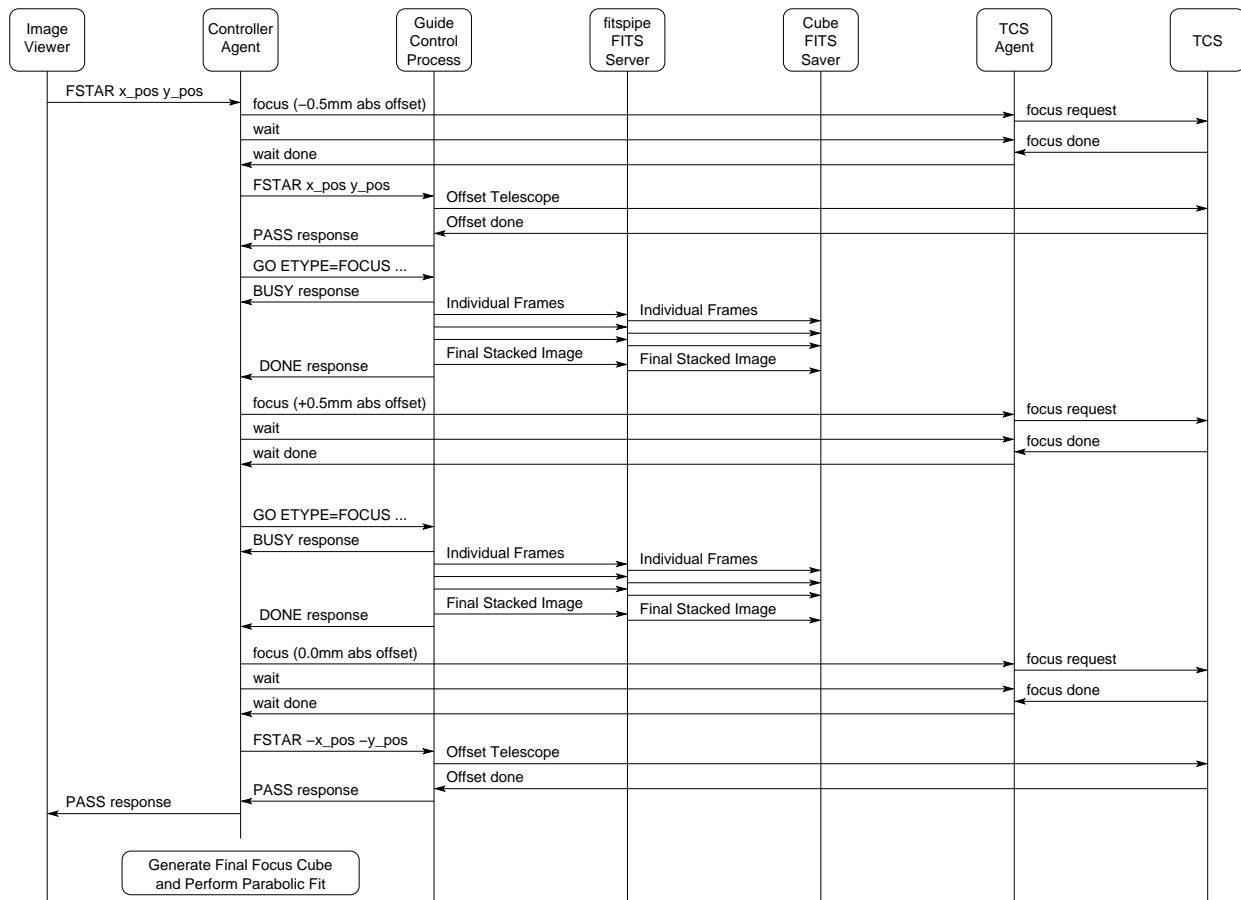 Image
Viewer
Controller
Agent
Guide
Control
Process
fitspipe
FITS
Server
Cube
FITS
Saver
TCS
Agent
TCS
FSTAR x_pos y_pos
focus (−0.5mm abs offset)
focus request
wait
focus done
wait done
FSTAR x_pos y_pos
Offset Telescope
Offset done
PASS response
GO ETYPE=FOCUS ...
BUSY response
Individual Frames
Individual Frames
Final Stacked Image
Final Stacked Image
DONE response
focus (+0.5mm abs offset)
focus request
wait
focus done
wait done
GO ETYPE=FOCUS ...
BUSY response
Individual Frames
Individual Frames
Final Stacked Image
Final Stacked Image
DONE response
focus (0.0mm abs offset)
focus request
wait
focus done
wait done
FSTAR −x_pos −y_pos
Offset Telescope
Offset done
PASS response
PASS response
Generate Final Focus Cube
and Perform Parabolic Fit